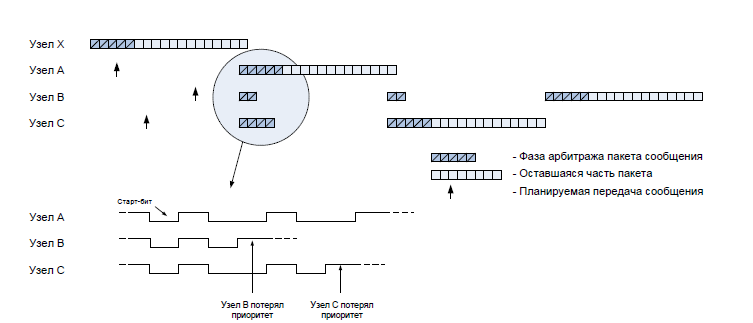 Узел X
Узел A
Узел B
Узел C
- Фаза арбитража пакета сообщения
- Оставшаяся часть пакета
- Планируемая передача сообщения
Старт-бит
Узел A
Узел B
Узел C
Узел B потерял
приоритет
Узел C потерял
приоритет